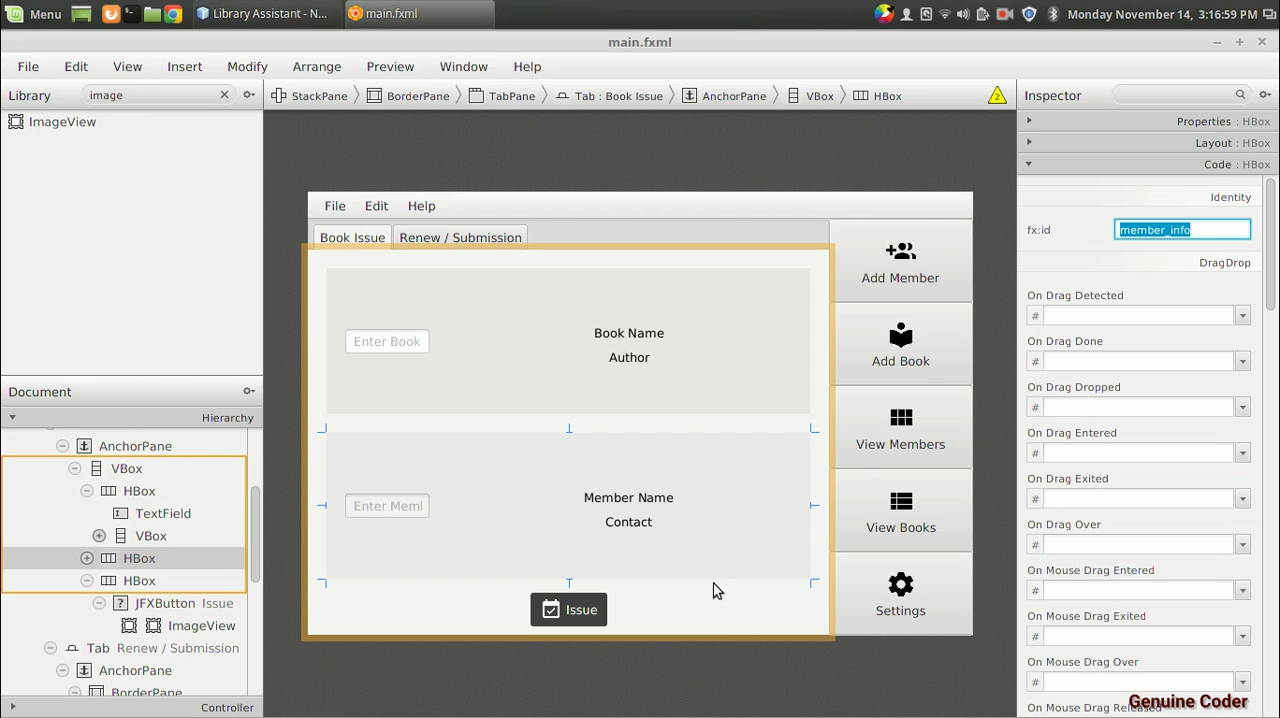 Menu
Library Assistant - N...
main.fxml
Monday November 14, 3:16:59 PM
main.fxml
File Edit View Insert Modify Arrange Preview Window Help
Library
image
StackPane
BorderPane
TabPane
Tab : Book Issue
AnchorPane
VBox
HBox
2
Inspector
ImageView
Properties : HBox
Layout : HBox
Code : HBox
Identity
fx:id
member_info
DragDrop
On Drag Detected
#
On Drag Done
#
On Drag Dropped
#
On Drag Entered
#
On Drag Exited
#
On Drag Over
#
On Mouse Drag Entered
#
On Mouse Drag Exited
#
On Mouse Drag Over
#
On Mouse Drag Released
File Edit Help
Book Issue
Renew / Submission
Enter Book
Book Name
Author
Enter Meml
Member Name
Contact
Issue
Add Member
Add Book
View Members
View Books
Settings
Document
Hierarchy
AnchorPane
VBox
HBox
TextField
VBox
HBox
HBox
? JFXButton Issue
ImageView
Tab Renew / Submission
AnchorPane
BorderPane
Controller
Genuine Coder